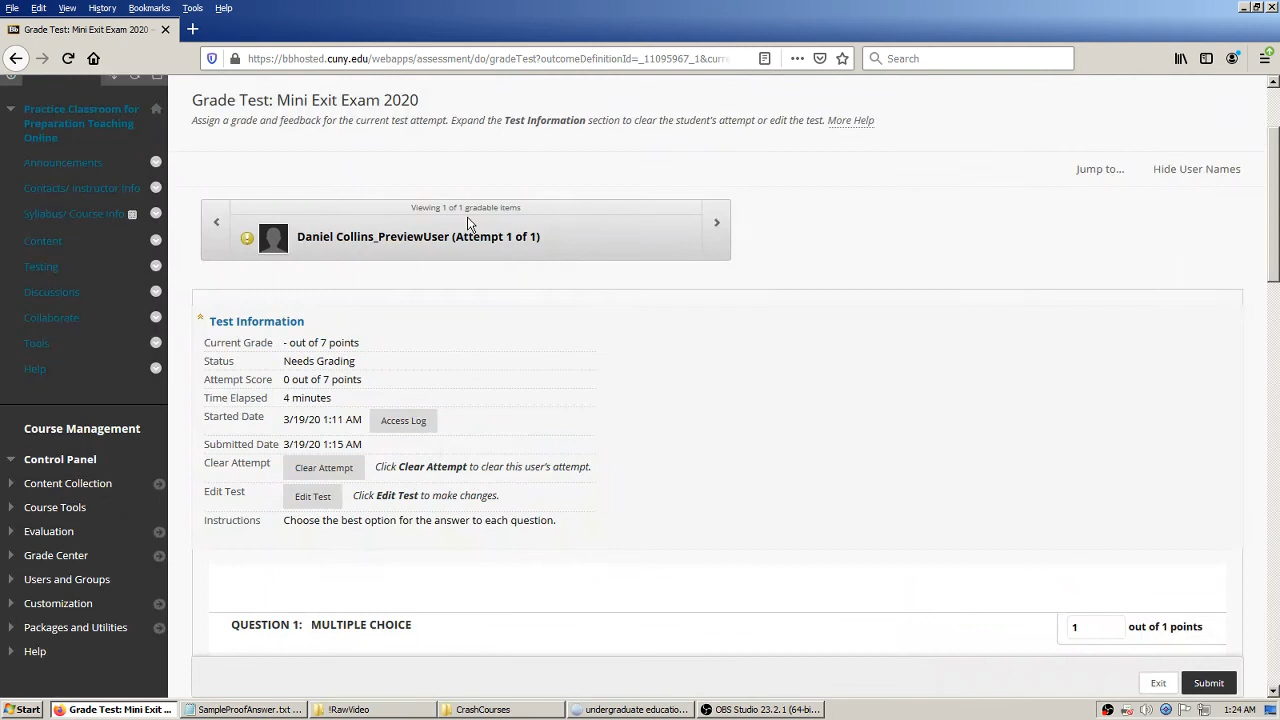 File Edit View History Bookmarks Tools Help
Grade Test: Mini Exit Exam 2020 -
https://bbhosted.cuny.edu/webapps/assessment/do/gradeTest?outcomeDefinitionId=_11095967_1&curre
Search
Practice Classroom for
Preparation Teaching
Online
Announcements
Contacts/ Instructor Info
Syllabus/ Course Info
Content
Testing
Discussions
Collaborate
Tools
Help
Course Management
Control Panel
Content Collection
Course Tools
Evaluation
Grade Center
Users and Groups
Customization
Packages and Utilities
Help
Grade Test: Mini Exit Exam 2020
Assign a grade and feedback for the current test attempt. Expand the Test Information section to clear the student's attempt or edit the test. More Help
Jump to... Hide User Names
Viewing 1 of 1 gradable items
Daniel Collins_PreviewUser (Attempt 1 of 1)
Test Information
Current Grade - out of 7 points
Status Needs Grading
Attempt Score 0 out of 7 points
Time Elapsed 4 minutes
Started Date 3/19/20 1:11 AM Access Log
Submitted Date 3/19/20 1:15 AM
Clear Attempt Clear Attempt Click Clear Attempt to clear this user's attempt.
Edit Test Edit Test Click Edit Test to make changes.
Instructions Choose the best option for the answer to each question.
QUESTION 1: MULTIPLE CHOICE 1 out of 1 points
Exit Submit
Start Grade Test: Mini Exit ... SampleProofAnswer.txt ... !RawVideo CrashCourses undergraduate educatio... OBS Studio 23.2.1 (64-bi... 1:24 AM